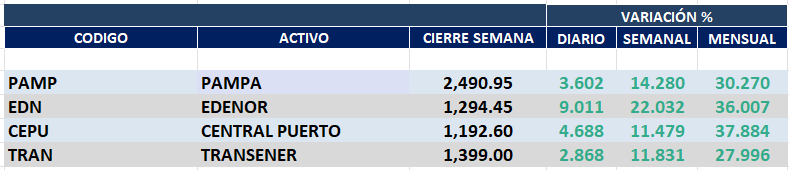 VARIACIÓN %
CODIGO ACTIVO CIERRE SEMANA DIARIO SEMANAL MENSUAL
PAMP PAMPA 2,490.95 3.602 14.280 30.270
EDN EDENOR 1,294.45 9.011 22.032 36.007
CEPU CENTRAL PUERTO 1,192.60 4.688 11.479 37.884
TRAN TRANSENER 1,399.00 2.868 11.831 27.996